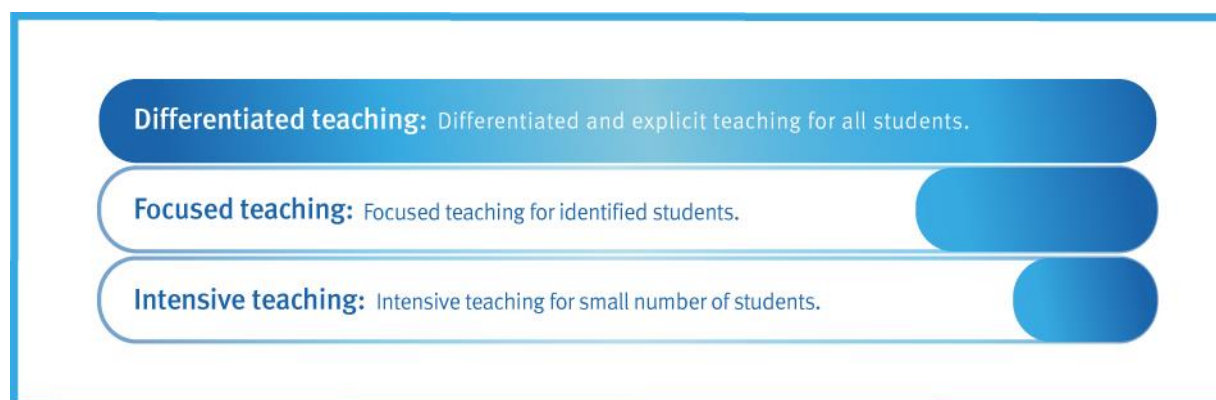 Differentiated teaching: Differentiated and explicit teaching for all students.
Focused teaching: Focused teaching for identified students.
Intensive teaching: Intensive teaching for small number of students.